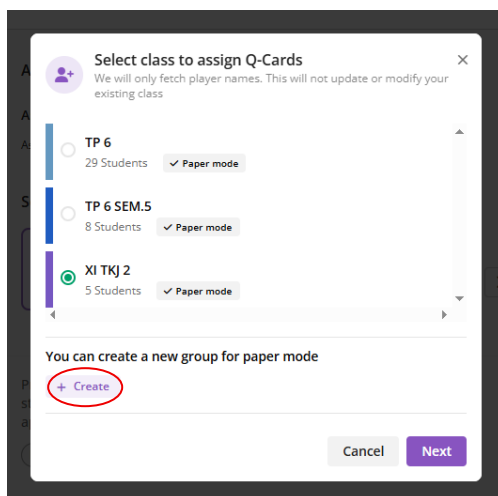 Select class to assign Q-Cards
We will only fetch player names. This will not update or modify your
existing class
TP 6
29 Students ✓ Paper mode
TP 6 SEM.5
8 Students ✓ Paper mode
XI TKJ 2
5 Students ✓ Paper mode
You can create a new group for paper mode
+ Create
Cancel Next